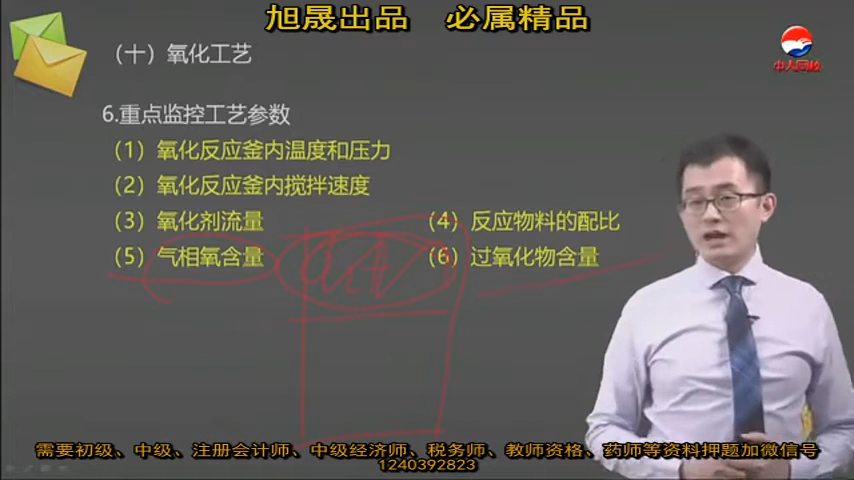 旭晟出品 必属精品
（十）氧化工艺
中大网校
6.重点监控工艺参数
（1）氧化反应釜内温度和压力
（2）氧化反应釜内搅拌速度
（3）氧化剂流量 （4）反应物料的配比
（5）气相氧含量 （6）过氧化物含量
需要初级、中级、注册会计师、中级经济师、税务师、教师资格、药师等资料押题加微信号
1240392823